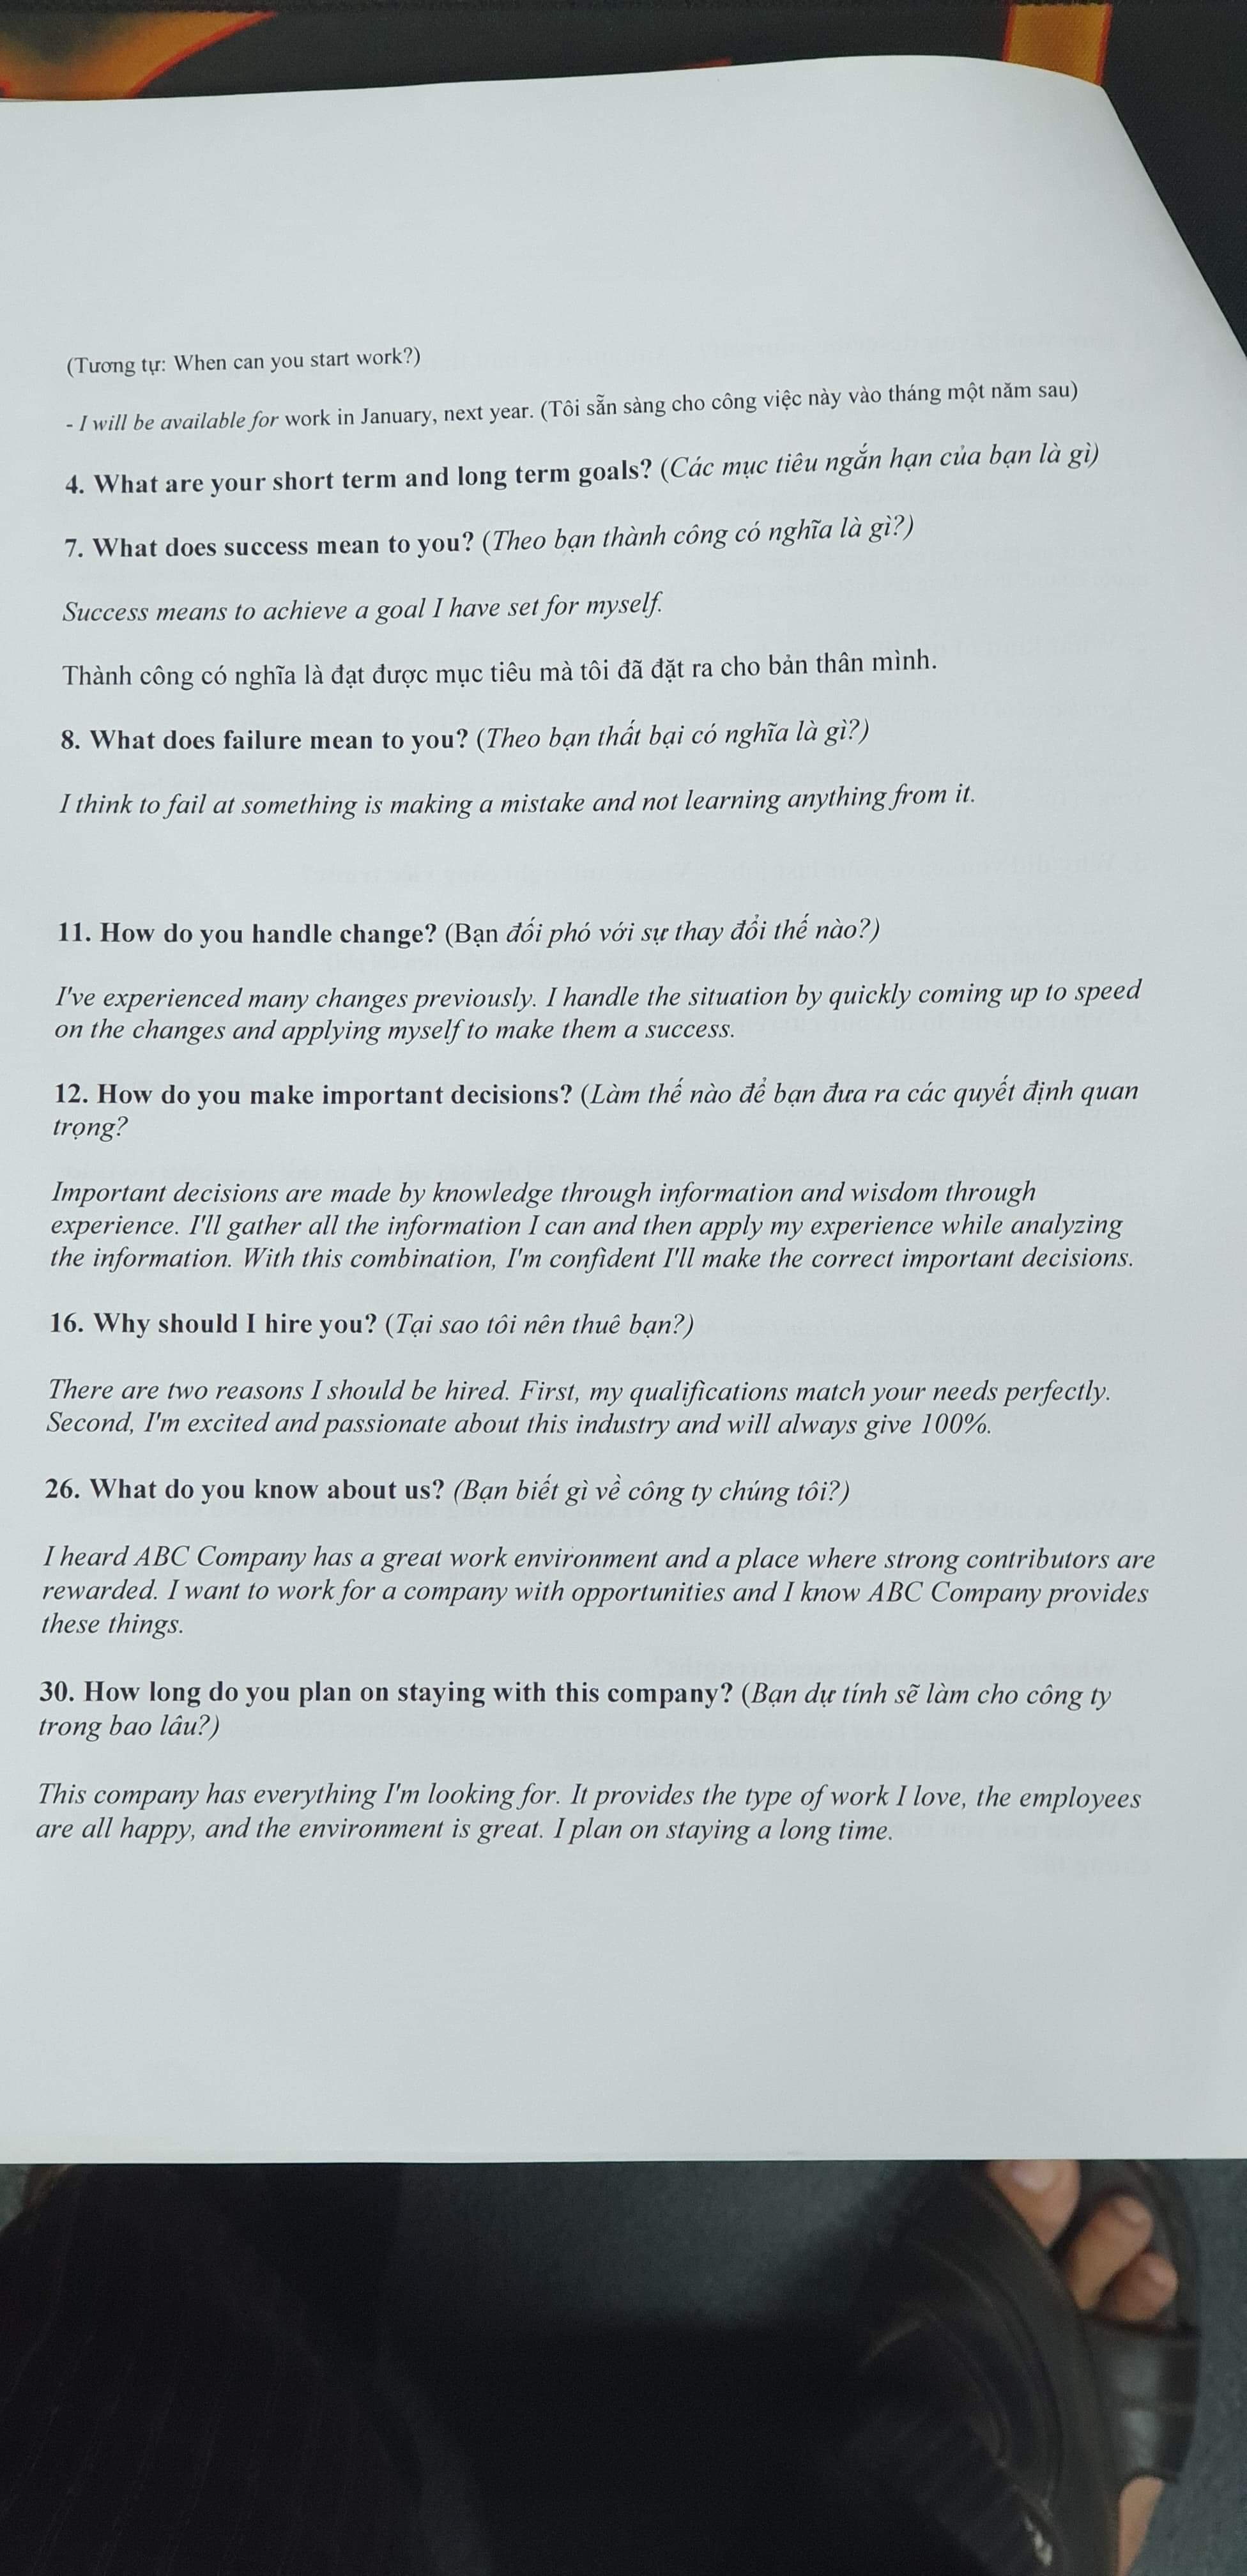 (Tương tự: When can you start work?)
- I will be available for work in January, next year. (Tôi sẵn sàng cho công việc này vào tháng một năm sau)
4. What are your short term and long term goals? (Các mục tiêu ngắn hạn của bạn là gì)
7. What does success mean to you? (Theo bạn thành công có nghĩa là gì?)
Success means to achieve a goal I have set for myself.
Thành công có nghĩa là đạt được mục tiêu mà tôi đã đặt ra cho bản thân mình.
8. What does failure mean to you? (Theo bạn thất bại có nghĩa là gì?)
I think to fail at something is making a mistake and not learning anything from it.
11. How do you handle change? (Bạn đối phó với sự thay đổi thế nào?)
I've experienced many changes previously. I handle the situation by quickly coming up to speed
on the changes and applying myself to make them a success.
12. How do you make important decisions? (Làm thế nào để bạn đưa ra các quyết định quan
trọng?
Important decisions are made by knowledge through information and wisdom through
experience. I'll gather all the information I can and then apply my experience while analyzing
the information. With this combination, I'm confident I'll make the correct important decisions.
16. Why should I hire you? (Tại sao tôi nên thuê bạn?)
There are two reasons I should be hired. First, my qualifications match your needs perfectly.
Second, I'm excited and passionate about this industry and will always give 100%.
26. What do you know about us? (Bạn biết gì về công ty chúng tôi?)
I heard ABC Company has a great work environment and a place where strong contributors are
rewarded. I want to work for a company with opportunities and I know ABC Company provides
these things.
30. How long do you plan on staying with this company? (Bạn dự tính sẽ làm cho công ty
trong bao lâu?)
This company has everything I'm looking for. It provides the type of work I love, the employees
are all happy, and the environment is great. I plan on staying a long time.